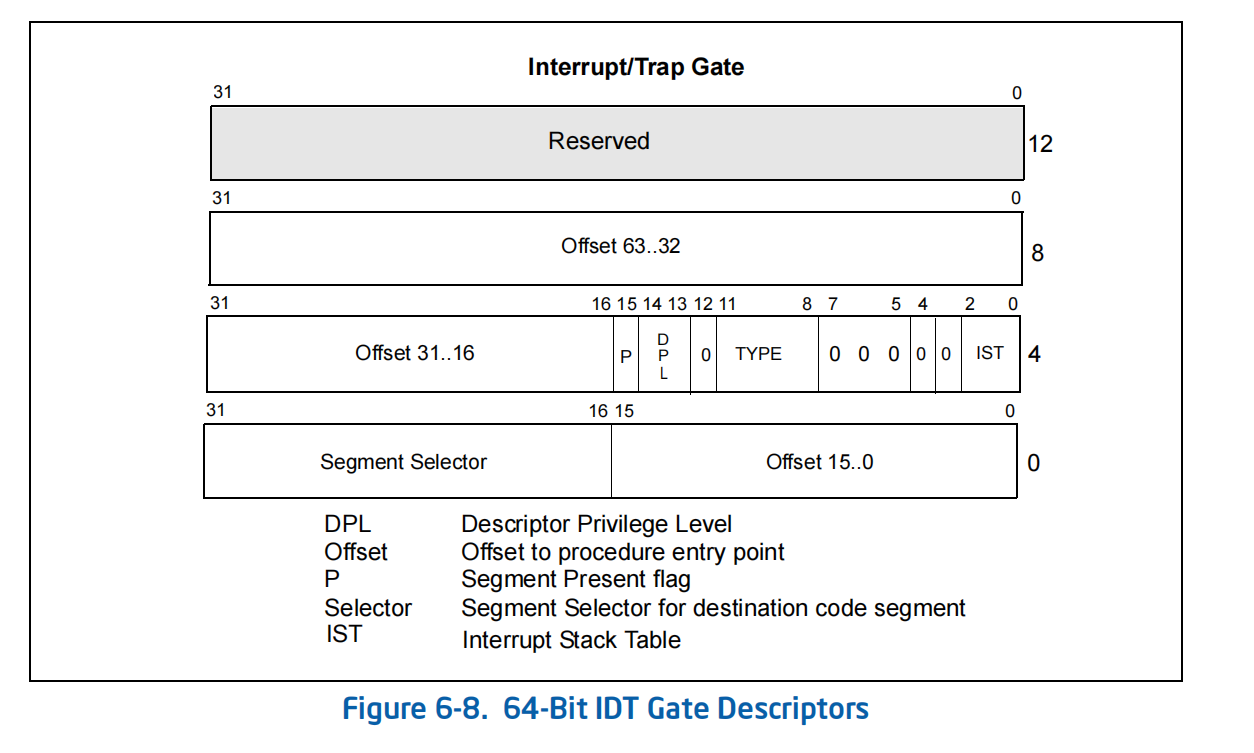 Interrupt/Trap Gate
31 0
Reserved 12
31 0
Offset 63..32 8
31 16 15 14 13 12 11 8 7 5 4 2 0
Offset 31..16 P D P L 0 TYPE 0 0 0 0 0 IST 4
31 16 15 0
Segment Selector Offset 15..0 0
DPL Descriptor Privilege Level
Offset Offset to procedure entry point
P Segment Present flag
Selector Segment Selector for destination code segment
IST Interrupt Stack Table
Figure 6-8. 64-Bit IDT Gate Descriptors